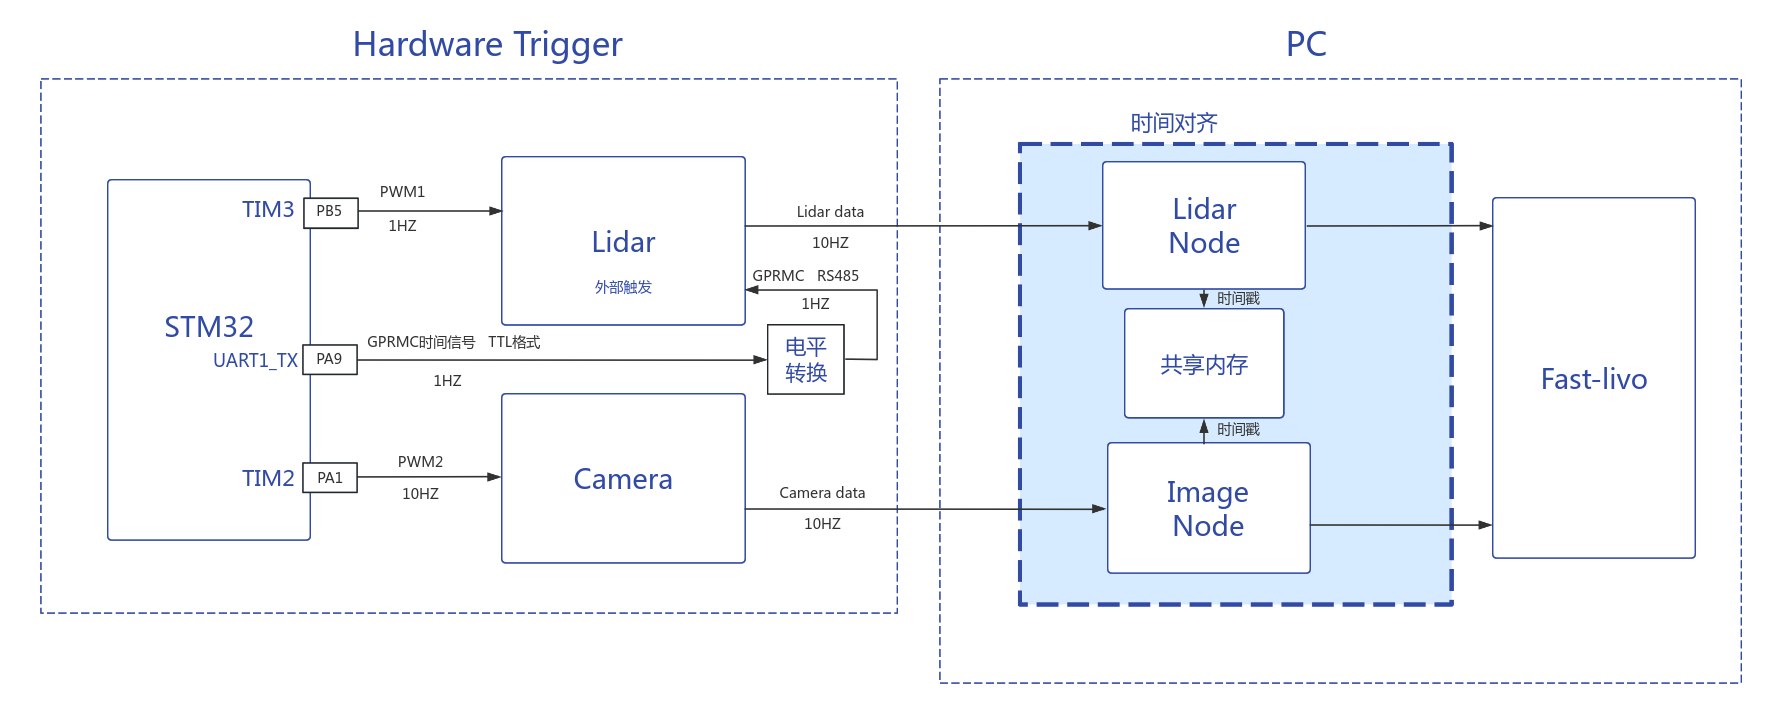 Hardware Trigger
PC
时间对齐
TIM3
PB5
PWM1
1HZ
Lidar
外部触发
Lidar data
10HZ
Lidar
Node
GPRMC RS485
1HZ
时间戳
STM32
UART1_TX
PA9
GPRMC时间信号 TTL格式
1HZ
电平
转换
共享内存
Fast-livo
时间戳
TIM2
PA1
PWM2
10HZ
Camera
Camera data
10HZ
Image
Node